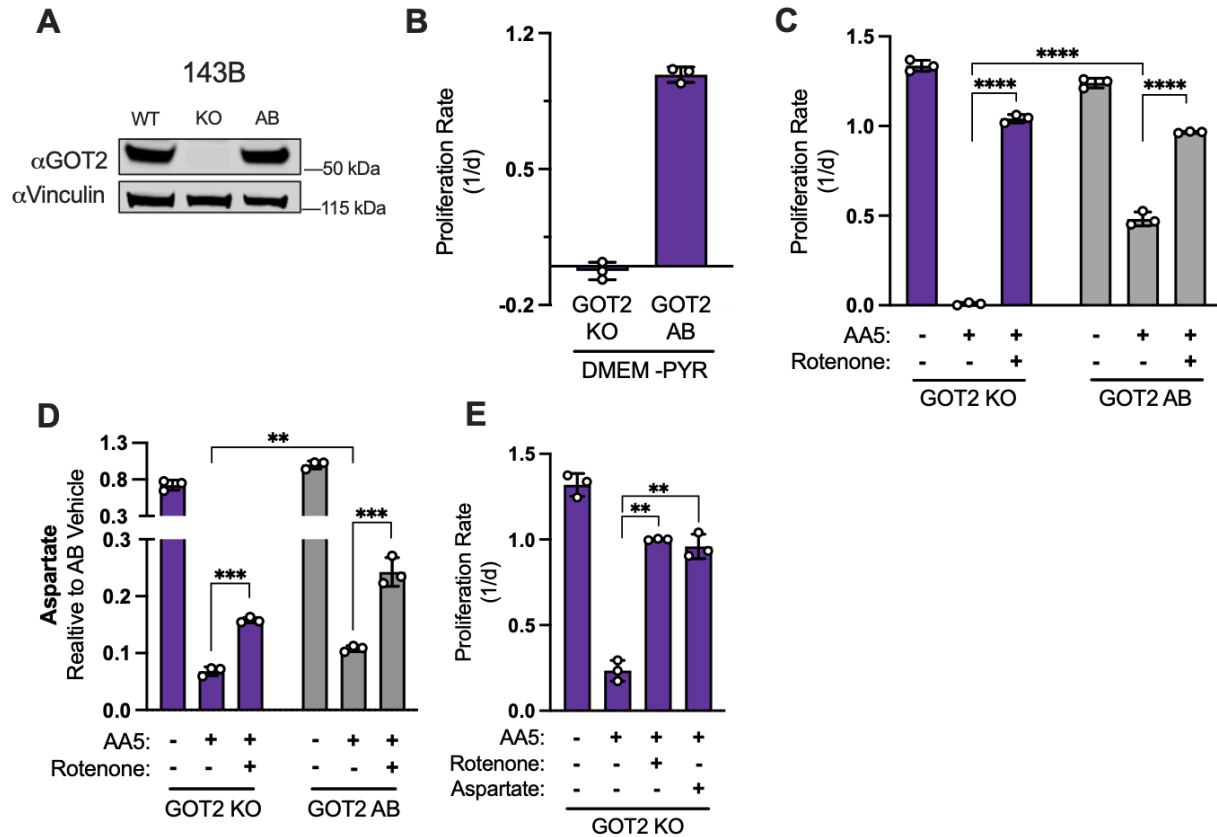 A
143B
WT KO AB
αGOT2
50 kDa
αVinculin
115 kDa
B
Proliferation Rate
(1/d)
1.2
0.5
-0.2
GOT2 GOT2
KO AB
DMEM -PYR
C
Proliferation Rate
(1/d)
1.5
1.0
0.5
0.0
****
****
****
AA5: - + + - + +
Rotenone: - - + - - +
GOT2 KO GOT2 AB
D
Aspartate
Realtive to AB Vehicle
1.3
0.8
0.3
0.3
0.2
0.1
0.0
**
***
***
AA5: - + + - + +
Rotenone: - - + - - +
GOT2 KO GOT2 AB
E
Proliferation Rate
(1/d)
1.5
1.0
0.5
0.0
**
**
AA5: - + + +
Rotenone: - - + -
Aspartate: - - - +
GOT2 KO